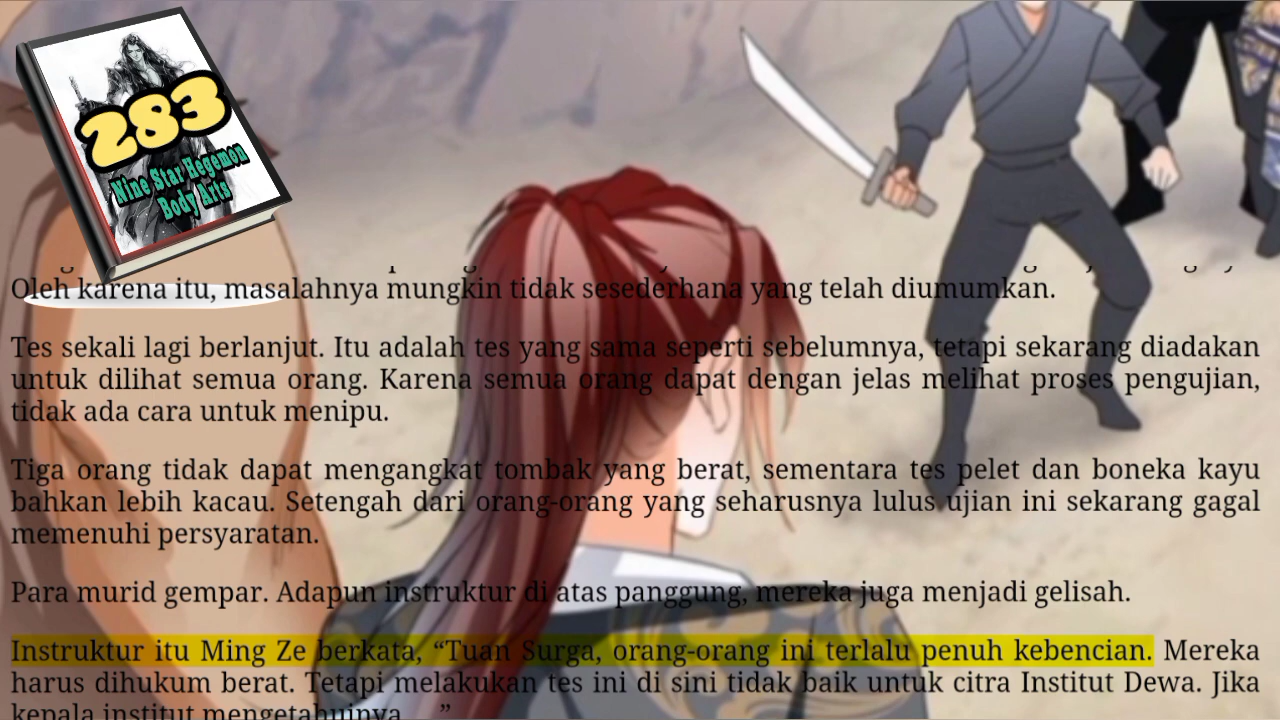 283
Nine Star Hegemon
Body Arts
Oleh karena itu, masalahnya mungkin tidak sesederhana yang telah diumumkan.
Tes sekali lagi berlanjut. Itu adalah tes yang sama seperti sebelumnya, tetapi sekarang diadakan
untuk dilihat semua orang. Karena semua orang dapat dengan jelas melihat proses pengujian,
tidak ada cara untuk menipu.
Tiga orang tidak dapat mengangkat tombak yang berat, sementara tes pelet dan boneka kayu
bahkan lebih kacau. Setengah dari orang-orang yang seharusnya lulus ujian ini sekarang gagal
memenuhi persyaratan.
Para murid gempar. Adapun instruktur di atas panggung, mereka juga menjadi gelisah.
Instruktur itu Ming Ze berkata, “Tuan Surga, orang-orang ini terlalu penuh kebencian. Mereka
harus dihukum berat. Tetapi melakukan tes ini di sini tidak baik untuk citra Institut Dewa. Jika
kepala institut mengetahuinya . . .”